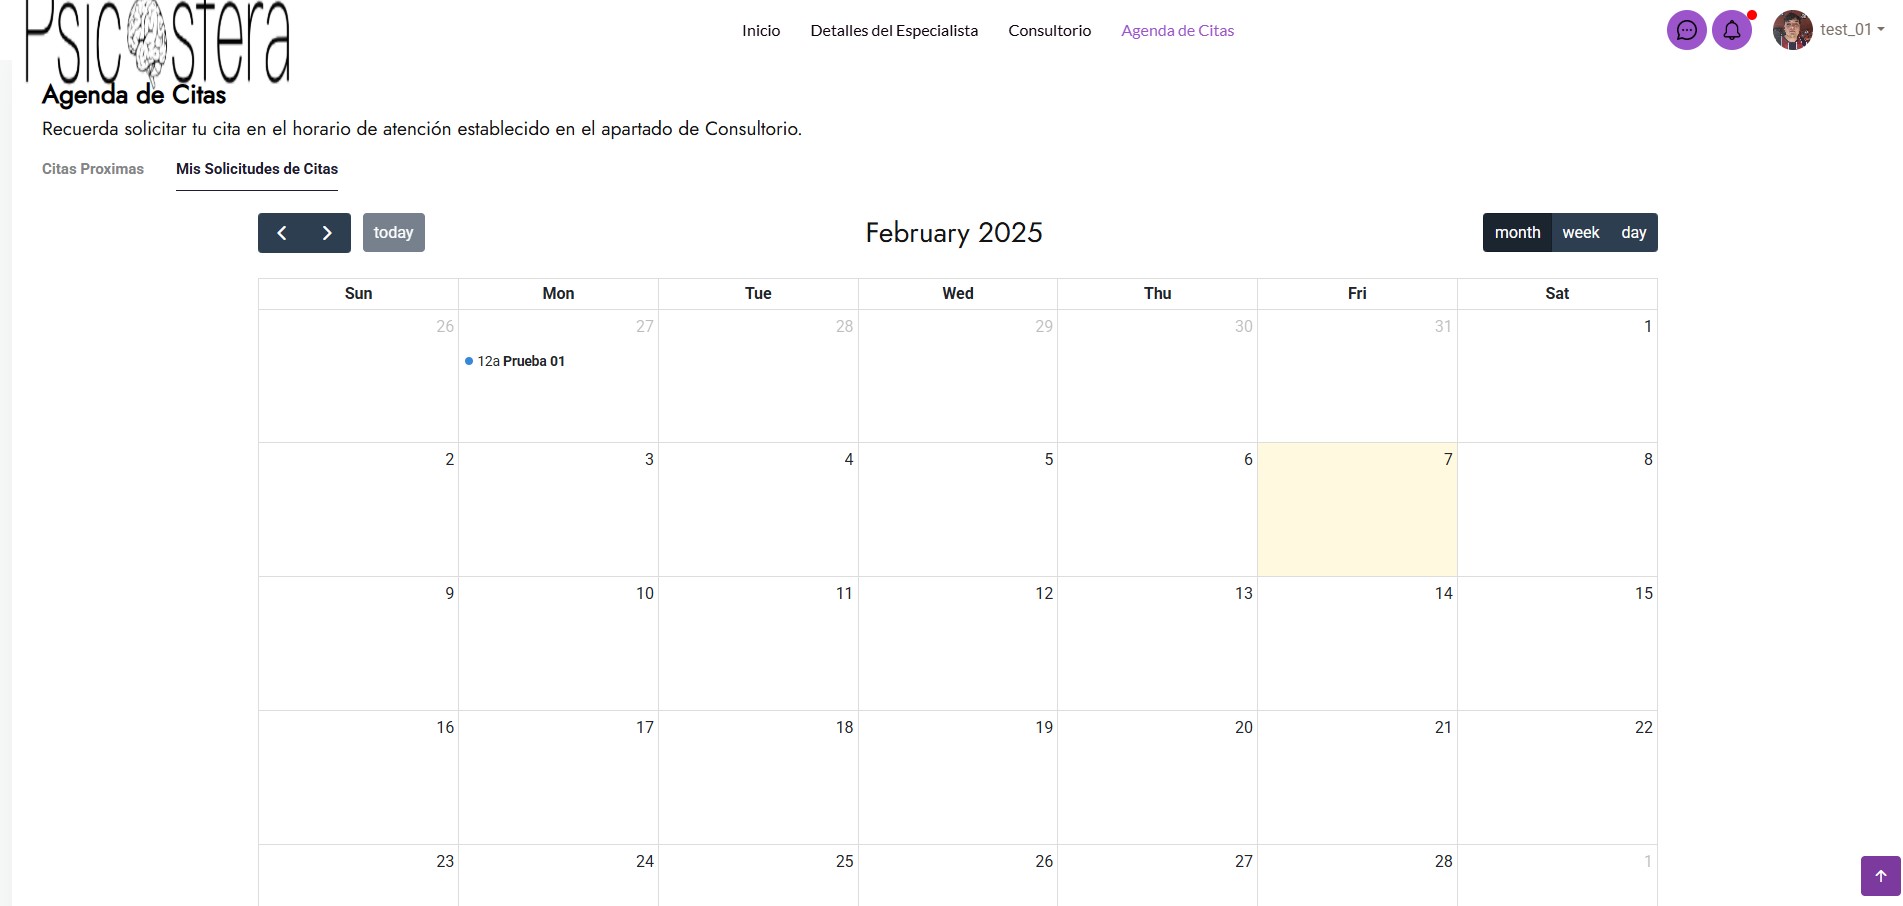 Psicosfera
Inicio Detalles del Especialista Consultorio Agenda de Citas test_01
Agenda de Citas
Recuerda solicitar tu cita en el horario de atención establecido en el apartado de Consultorio.
Citas Proximas Mis Solicitudes de Citas
today February 2025 month week day
Sun Mon Tue Wed Thu Fri Sat
26 27 28 29 30 31 1
12a Prueba 01
2 3 4 5 6 7 8
9 10 11 12 13 14 15
16 17 18 19 20 21 22
23 24 25 26 27 28 1